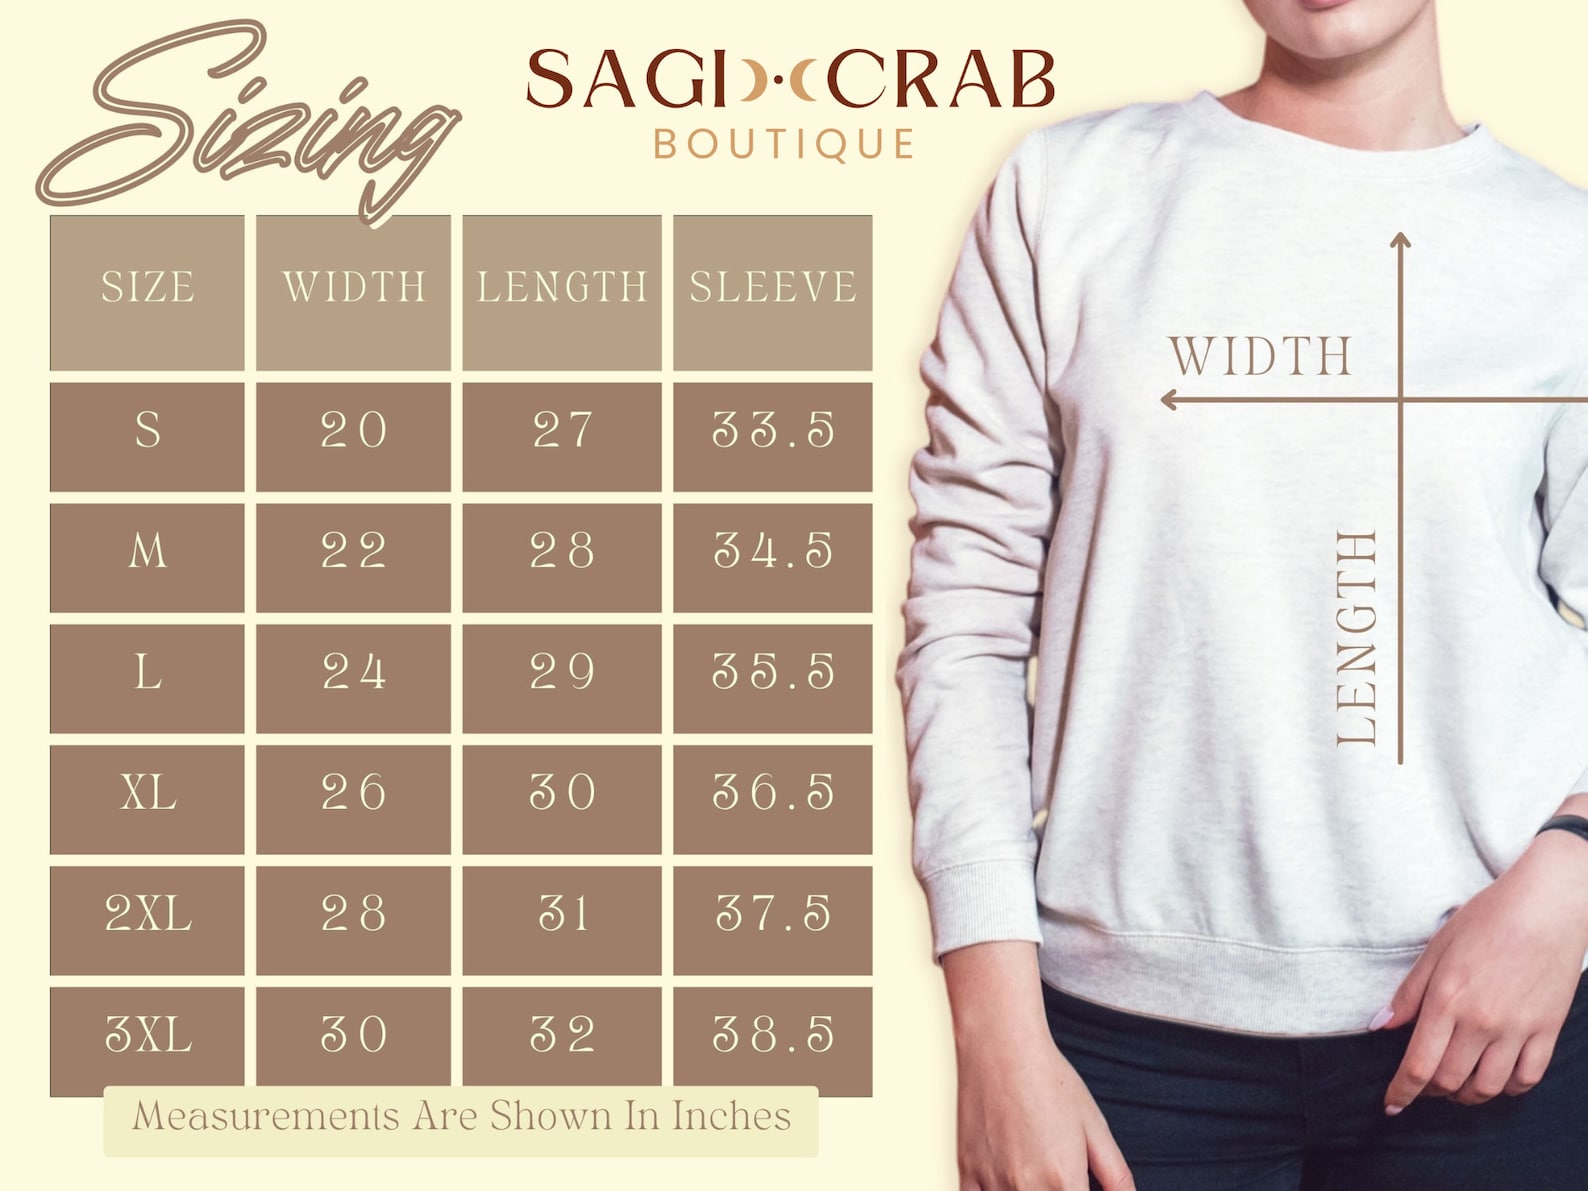 Sizing
SAGI CRAB
BOUTIQUE
SIZE WIDTH LENGTH SLEEVE
S 20 27 33.5
M 22 28 34.5
L 24 29 35.5
XL 26 30 36.5
2XL 28 31 37.5
3XL 30 32 38.5
Measurements Are Shown In Inches
WIDTH
LENGTH